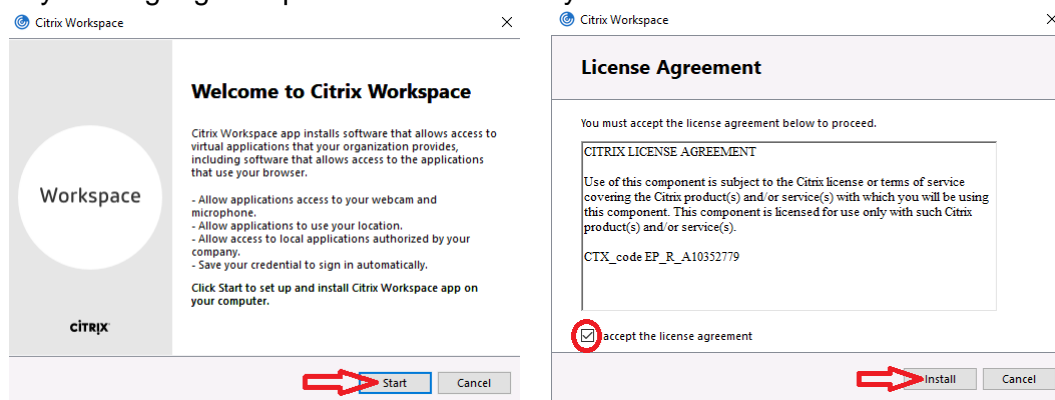 Citrix Workspace
Welcome to Citrix Workspace
Citrix Workspace app installs software that allows access to
virtual applications that your organization provides,
including software that allows access to the applications
that use your browser.
- Allow applications access to your webcam and
microphone.
- Allow applications to use your location.
- Allow access to local applications authorized by your
company.
- Save your credential to sign in automatically.
Click Start to set up and install Citrix Workspace app on
your computer.
Workspace
CİTRIX
Start
Cancel
Citrix Workspace
License Agreement
You must accept the license agreement below to proceed.
CITRIX LICENSE AGREEMENT
Use of this component is subject to the Citrix license or terms of service
covering the Citrix product(s) and/or service(s) with which you will be using
this component. This component is licensed for use only with such Citrix
product(s) and/or service(s).
CTX_code EP_R_A10352779
accept the license agreement
Install
Cancel